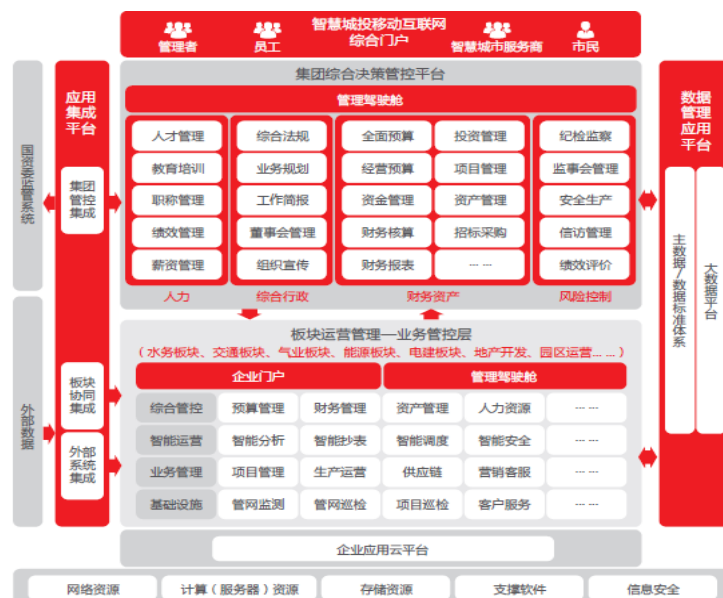 智慧城投移动互联网
综合门户
管理者
员工
智慧城市服务商
市民
国资委监管系统
外部数据
应用
集成
平台
集团
管控
集成
板块
协同
集成
外部
系统
集成
集团综合决策管控平台
管理驾驶舱
人才管理
教育培训
职称管理
绩效管理
薪资管理
人力
综合法规
业务规划
工作简报
董事会管理
组织宣传
综合行政
全面预算 投资管理
经营预算 项目管理
资金管理 资产管理
财务核算 招标采购
财务报表 … …
财务资产
纪检监察
监事会管理
安全生产
信访管理
绩效评价
风险控制
板块运营管理—业务管控层
(水务板块、交通板块、气业板块、能源板块、电建板块、地产开发、园区运营… …)
企业门户 管理驾驶舱
综合管控 预算管理 财务管理 资产管理 人力资源 … …
智能运营 智能分析 智能抄表 智能调度 智能安全 … …
业务管理 项目管理 生产运营 供应链 营销客服 … …
基础设施 管网监测 管网巡检 项目巡检 客户服务 … …
数据
管理
应用
平台
主数据/数据标准体系
大数据平台
企业应用云平台
网络资源 计算(服务器)资源 存储资源 支撑软件 信息安全